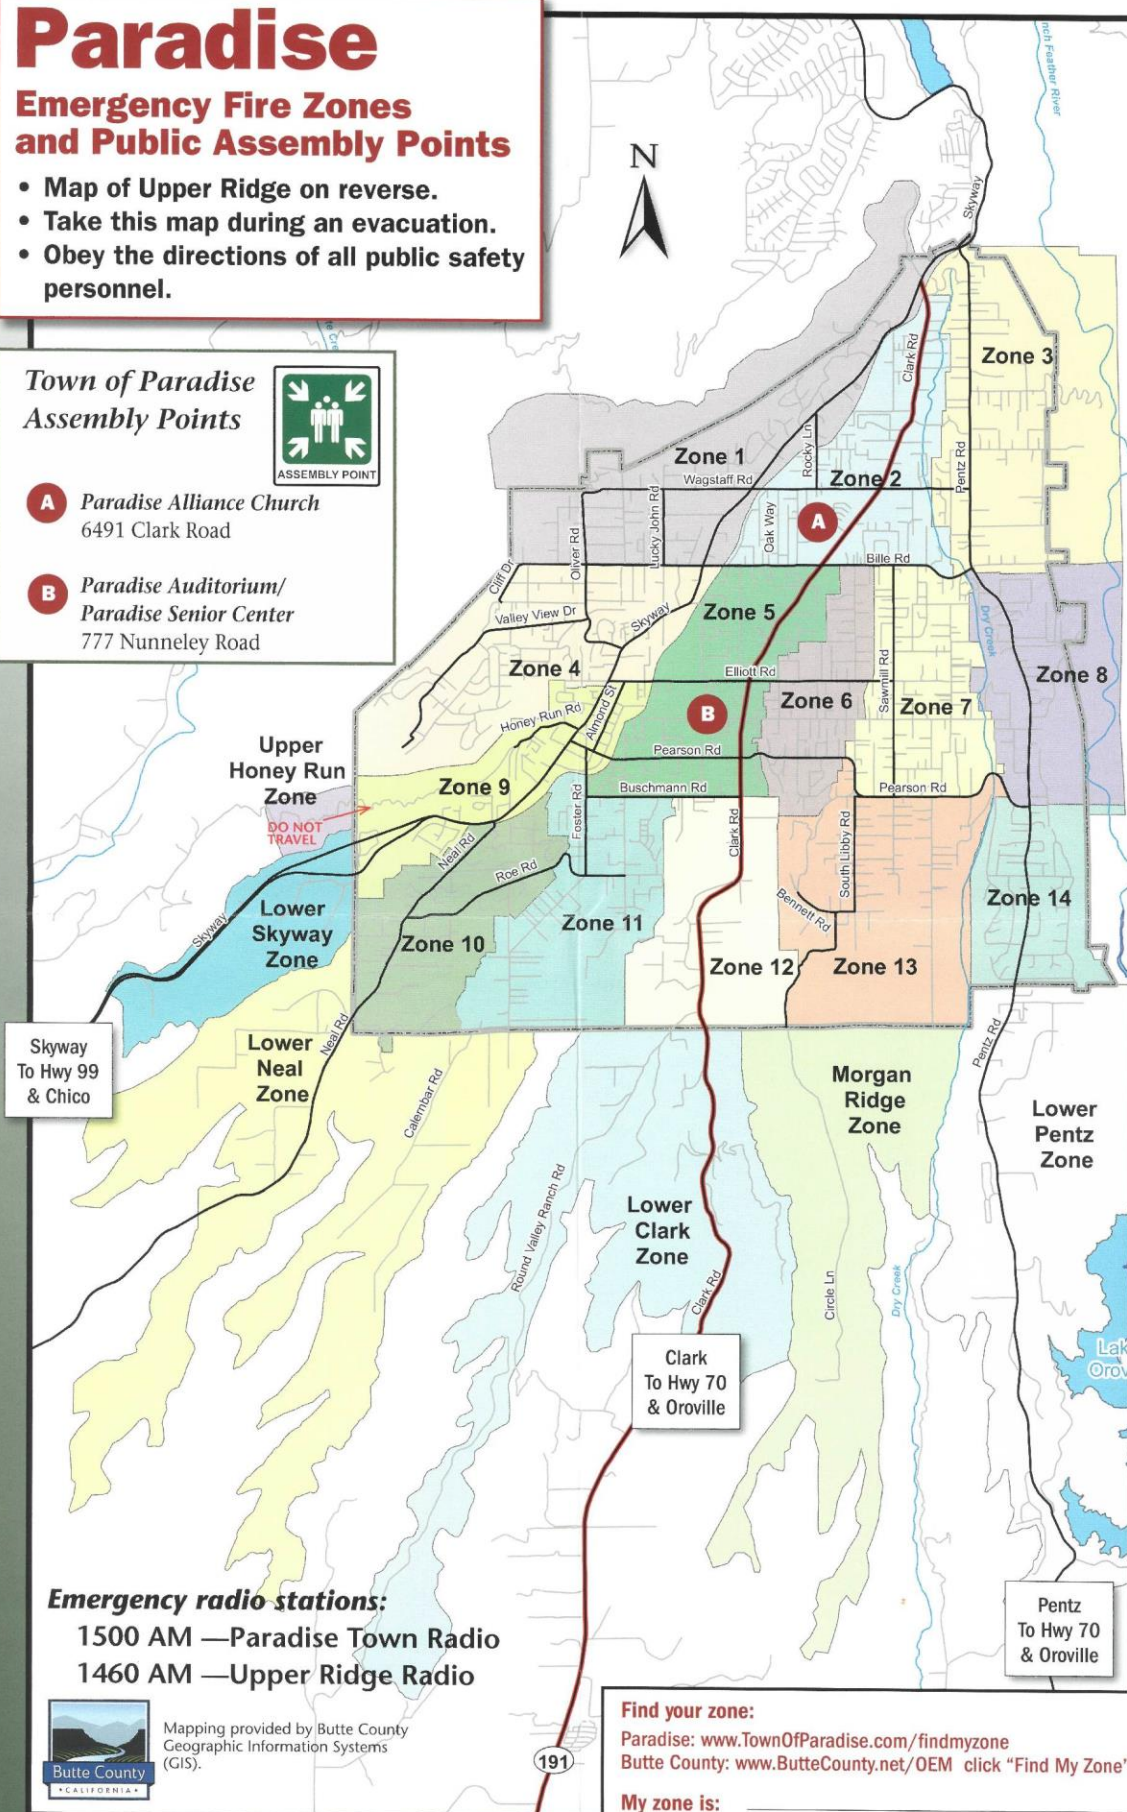 Paradise
Emergency Fire Zones
and Public Assembly Points
• Map of Upper Ridge on reverse.
• Take this map during an evacuation.
• Obey the directions of all public safety
personnel.
N
nch Feather River
Skyway
Town of Paradise
Assembly Points
ASSEMBLY POINT
A Paradise Alliance Church
6491 Clark Road
B Paradise Auditorium/
Paradise Senior Center
777 Nunneley Road
Clark Rd
Zone 3
Zone 1
Wagstaff Rd
Rocky Ln
Zone 2
Pentz Rd
Oliver Rd
Lucky John Rd
Oak Way
A
Bille Rd
Cliff Dr
Valley View Dr
Skyway
Zone 5
Dry Creek
Zone 4
Elliott Rd
Zone 8
Honey Run Rd
Almond St
B
Zone 6
Sawmill Rd
Zone 7
Pearson Rd
Upper
Honey Run
Zone
DO NOT
TRAVEL
Zone 9
Foster Rd
Buschmann Rd
Pearson Rd
Neal Rd
Clark Rd
South Libby Rd
Roe Rd
Bennett Rd
Zone 14
Skyway
Lower
Skyway
Zone
Zone 10
Zone 11
Zone 12
Zone 13
Skyway
To Hwy 99
& Chico
Lower
Neal
Zone
Neal Rd
Calernbar Rd
Pentz Rd
Morgan
Ridge
Zone
Lower
Pentz
Zone
Round Valley Ranch Rd
Lower
Clark
Zone
Clark Rd
Circle Ln
Dry Creek
Clark
To Hwy 70
& Oroville
Lak
Orov
Pentz
To Hwy 70
& Oroville
Emergency radio stations:
1500 AM —Paradise Town Radio
1460 AM —Upper Ridge Radio
Butte County
• CALIFORNIA •
Mapping provided by Butte County
Geographic Information Systems
(GIS).
191
Find your zone:
Paradise: www.TownOfParadise.com/findmyzone
Butte County: www.ButteCounty.net/OEM click "Find My Zone"
My zone is: